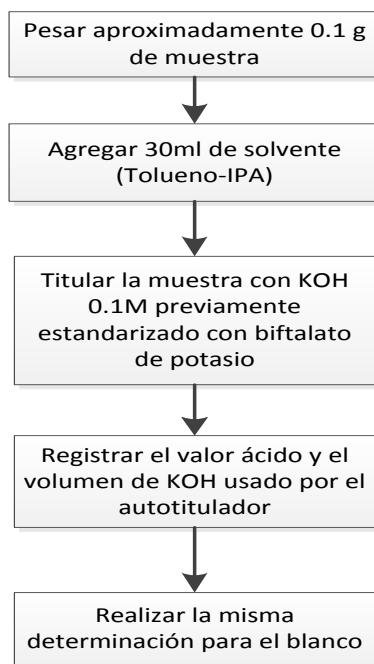 Pesar aproximadamente 0.1 g
de muestra
Agregar 30ml de solvente
(Tolueno-IPA)
Titular la muestra con KOH
0.1M previamente
estandarizado con biftalato
de potasio
Registrar el valor ácido y el
volumen de KOH usado por el
autotitulador
Realizar la misma
determinación para el blanco